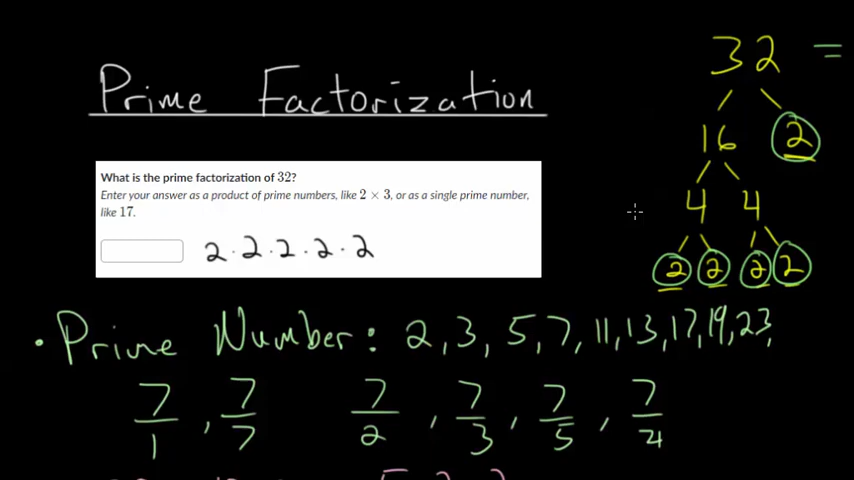 Prime Factorization
What is the prime factorization of 32?
Enter your answer as a product of prime numbers, like 2 × 3, or as a single prime number,
like 17.
2 · 2 · 2 · 2 · 2
32 =
16 2
4 4
2 2 2 2
• Prime Number: 2, 3, 5, 7, 11, 13, 17, 19, 23,
7/1 , 7/7 7/2 , 7/3 , 7/5 , 7/4